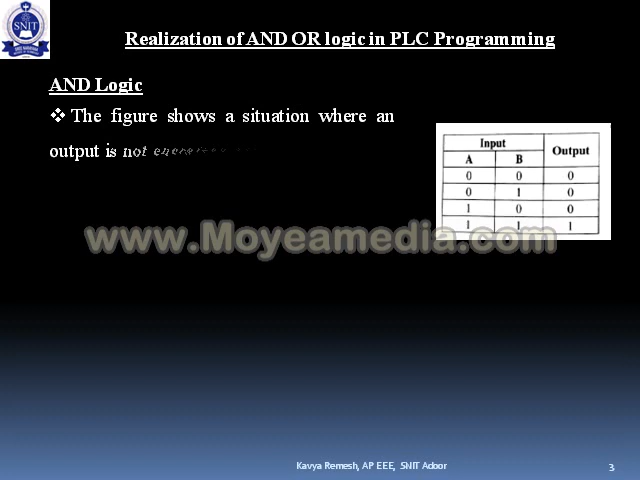 SNIT
Realization of AND OR logic in PLC Programming
AND Logic
❖ The figure shows a situation where an
output is not
Input Output
A B
0 0 0
0 1 0
1 0 0
1 1 1
www.Moyeamedia.com
Kavya Remesh, AP EEE, SNIT Adoor
3